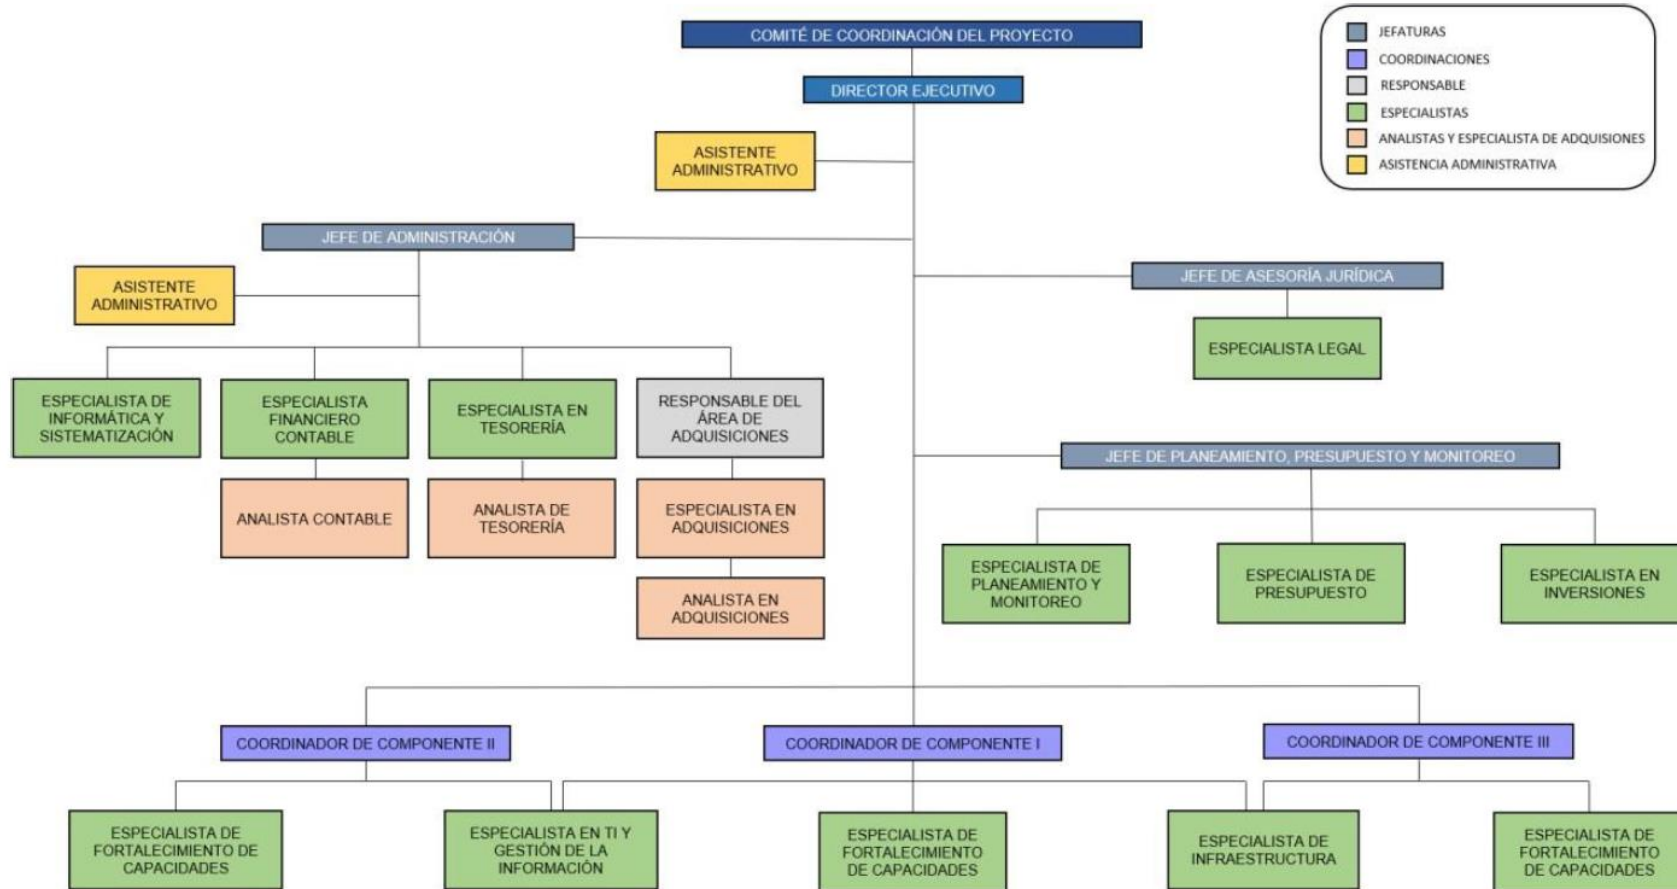 COMITÉ DE COORDINACIÓN DEL PROYECTO
DIRECTOR EJECUTIVO
JEFATURAS
COORDINACIONES
RESPONSABLE
ESPECIALISTAS
ANALISTAS Y ESPECIALISTA DE ADQUISIONES
ASISTENCIA ADMINISTRATIVA
ASISTENTE
ADMINISTRATIVO
JEFE DE ADMINISTRACIÓN
ASISTENTE
ADMINISTRATIVO
JEFE DE ASESORÍA JURÍDICA
ESPECIALISTA LEGAL
ESPECIALISTA DE
INFORMÁTICA Y
SISTEMATIZACIÓN
ESPECIALISTA
FINANCIERO
CONTABLE
ESPECIALISTA EN
TESORERÍA
RESPONSABLE DEL
ÁREA DE
ADQUISICIONES
ANALISTA CONTABLE
ANALISTA DE
TESORERÍA
ESPECIALISTA EN
ADQUISICIONES
ANALISTA EN
ADQUISICIONES
JEFE DE PLANEAMIENTO, PRESUPUESTO Y MONITOREO
ESPECIALISTA DE
PLANEAMIENTO Y
MONITOREO
ESPECIALISTA DE
PRESUPUESTO
ESPECIALISTA EN
INVERSIONES
COORDINADOR DE COMPONENTE II
COORDINADOR DE COMPONENTE I
COORDINADOR DE COMPONENTE III
ESPECIALISTA DE
FORTALECIMIENTO DE
CAPACIDADES
ESPECIALISTA EN TI Y
GESTIÓN DE LA
INFORMACIÓN
ESPECIALISTA DE
FORTALECIMIENTO
DE CAPACIDADES
ESPECIALISTA DE
INFRAESTRUCTURA
ESPECIALISTA DE
FORTALECIMIENTO
DE CAPACIDADES